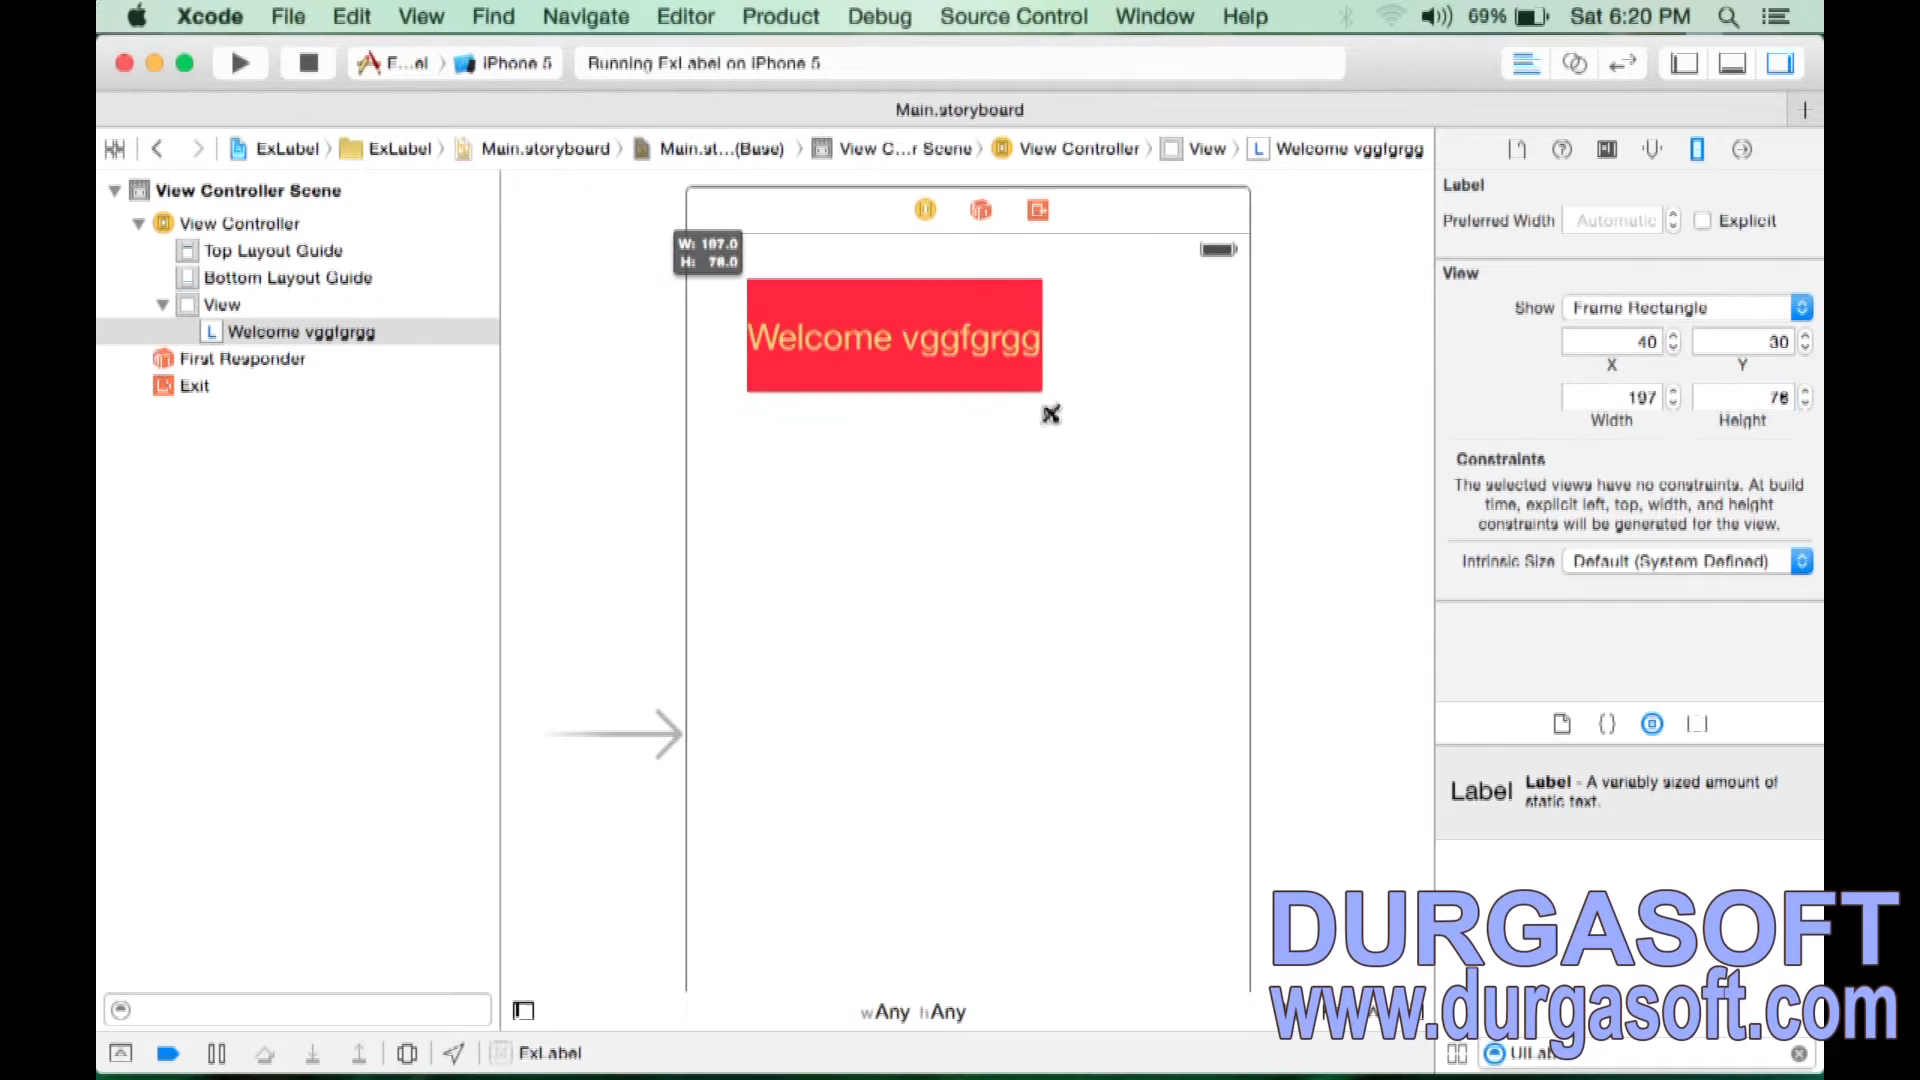 Xcode File Edit View Find Navigate Editor Product Debug Source Control Window Help 69% Sat 6:20 PM
E...el iPhone 5 Running ExLabel on iPhone 5
Main.storyboard
ExLabel ExLabel Main.storyboard Main.st...(Base) View C...r Scene View Controller View L Welcome vggfgrgg
View Controller Scene
View Controller
Top Layout Guide
Bottom Layout Guide
View
L Welcome vggfgrgg
First Responder
Exit
W: 197.0
H: 76.0
Welcome vggfgrgg
Label
Preferred Width Automatic Explicit
View
Show Frame Rectangle
40 30
X Y
197 76
Width Height
Constraints
The selected views have no constraints. At build
time, explicit left, top, width, and height
constraints will be generated for the view.
Intrinsic Size Default (System Defined)
Label Label - A variably sized amount of
static text.
wAny hAny
DURGASOFT
www.durgasoft.com
ExLabel